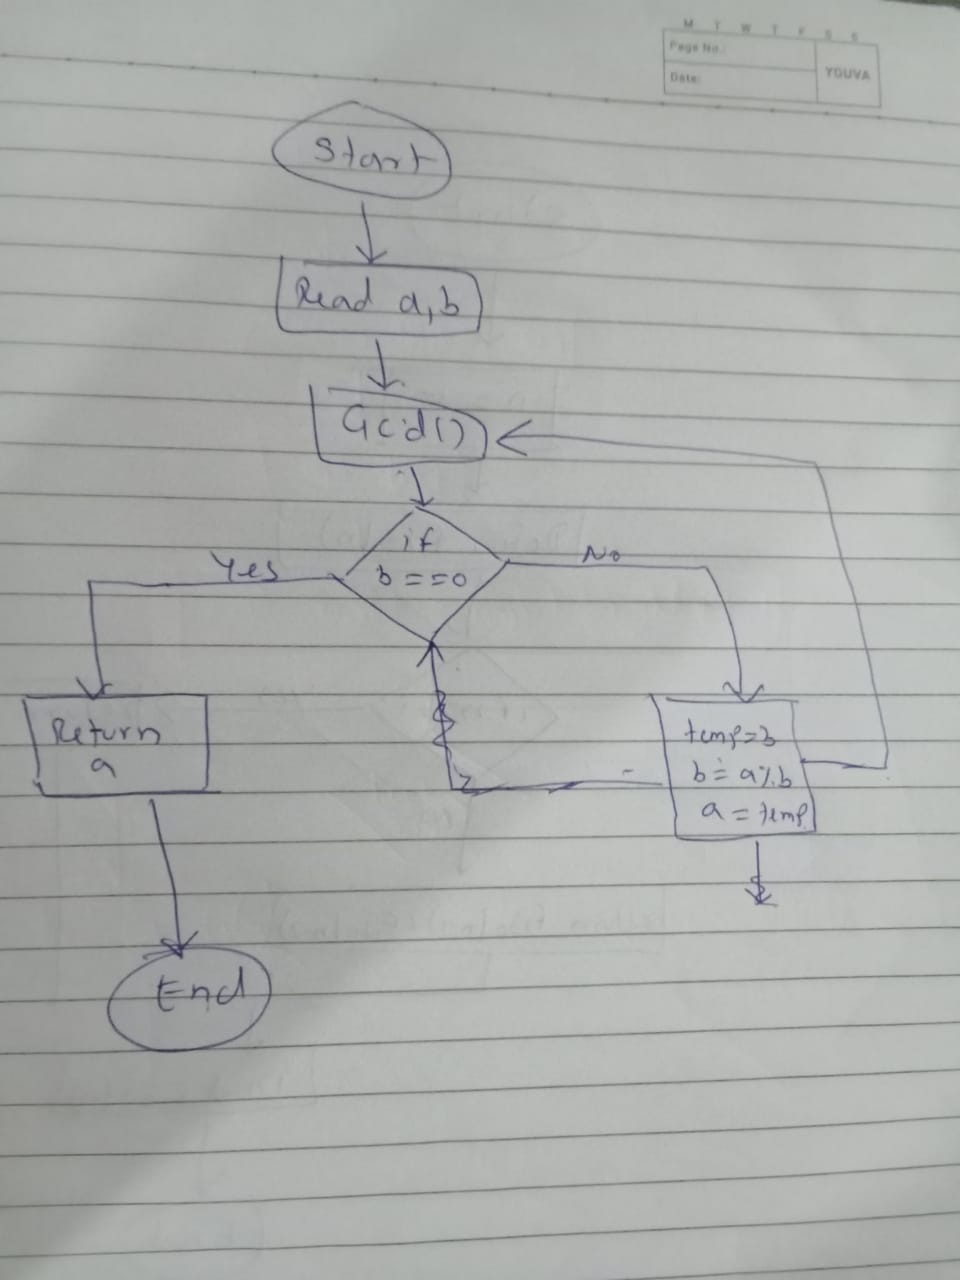 M T W T F S S
Page No.:
Date:
YOUVA
Start
Read a,b
Gcd()
if
b==0
Yes
No
Return
a
temp=b
b=a%b
a=temp
End